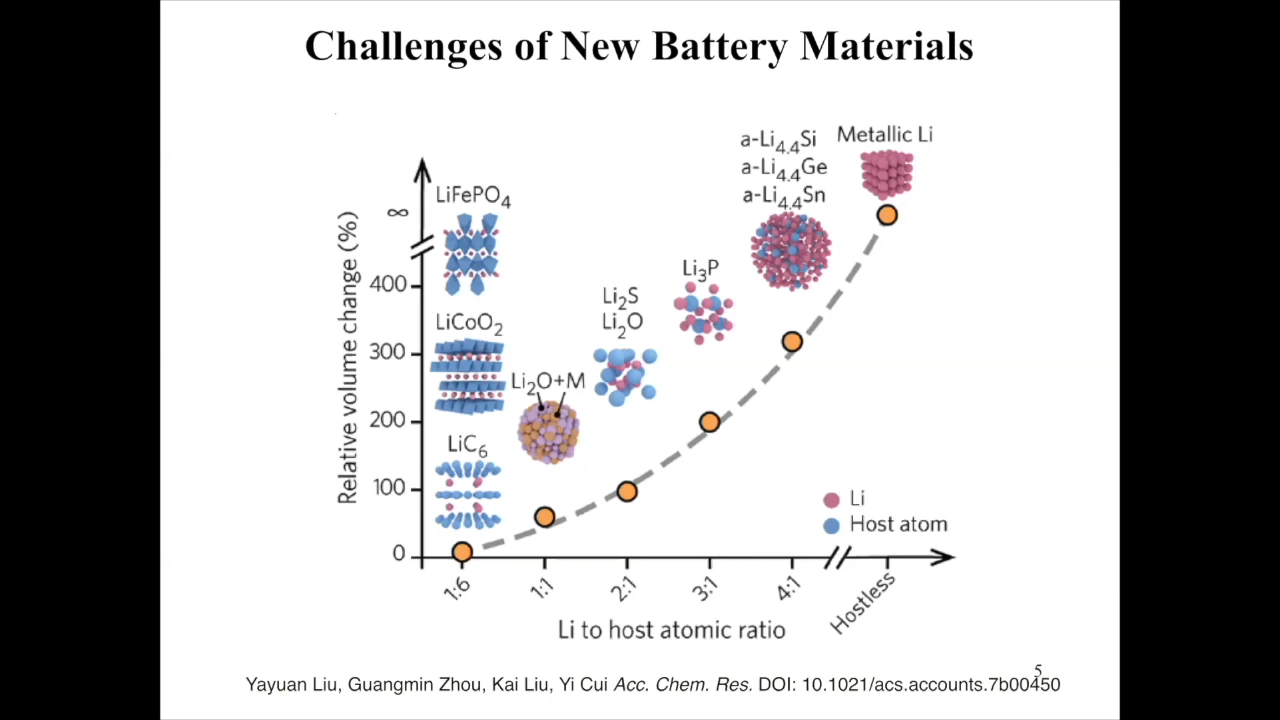 Challenges of New Battery Materials
a-Li4.4Si
a-Li4.4Ge
a-Li4.4Sn
Metallic Li
LiFePO4
Li3P
Li2S
Li2O
LiCoO2
Li2O+M
LiC6
Relative volume change (%)
∞
400
300
200
100
0
Li
Host atom
1:6
1:1
2:1
3:1
4:1
Hostless
Li to host atomic ratio
5
Yayuan Liu, Guangmin Zhou, Kai Liu, Yi Cui Acc. Chem. Res. DOI: 10.1021/acs.accounts.7b00450